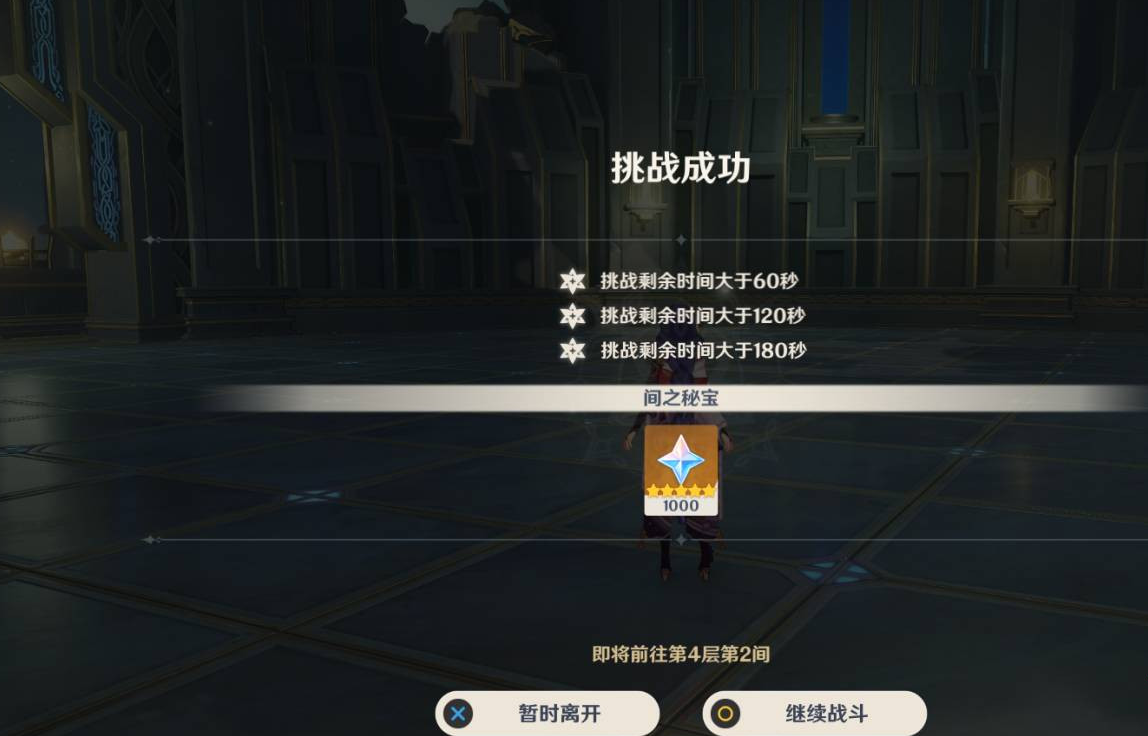 挑战成功
挑战剩余时间大于60秒
挑战剩余时间大于120秒
挑战剩余时间大于180秒
间之秘宝
1000
即将前往第4层第2间
暂时离开
继续战斗